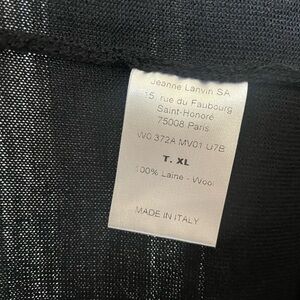 Jeanne Lanvin SA
15, rue du Faubourg
Saint-Honoré
75008 Paris
W0 372A MV01 U7B
T. XL
100% Laine - Wool
MADE IN ITALY